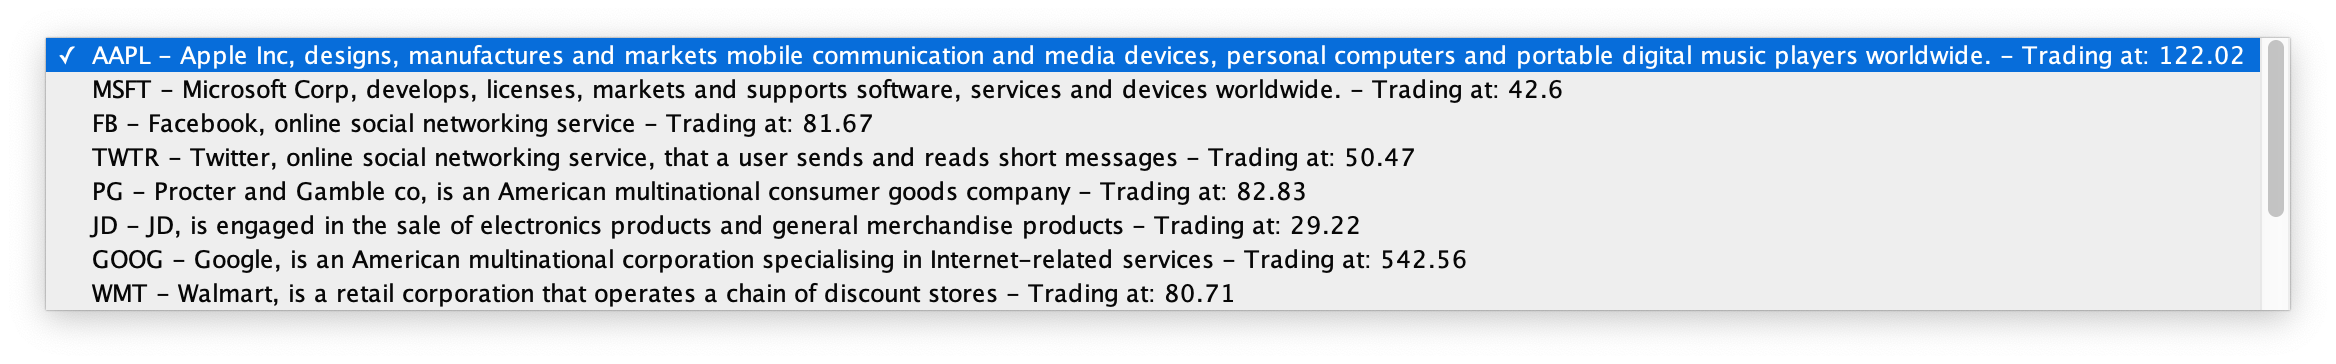 ✓ AAPL – Apple Inc, designs, manufactures and markets mobile communication and media devices, personal computers and portable digital music players worldwide. – Trading at: 122.02
MSFT – Microsoft Corp, develops, licenses, markets and supports software, services and devices worldwide. – Trading at: 42.6
FB – Facebook, online social networking service – Trading at: 81.67
TWTR – Twitter, online social networking service, that a user sends and reads short messages – Trading at: 50.47
PG – Procter and Gamble co, is an American multinational consumer goods company – Trading at: 82.83
JD – JD, is engaged in the sale of electronics products and general merchandise products – Trading at: 29.22
GOOG – Google, is an American multinational corporation specialising in Internet-related services – Trading at: 542.56
WMT – Walmart, is a retail corporation that operates a chain of discount stores – Trading at: 80.71